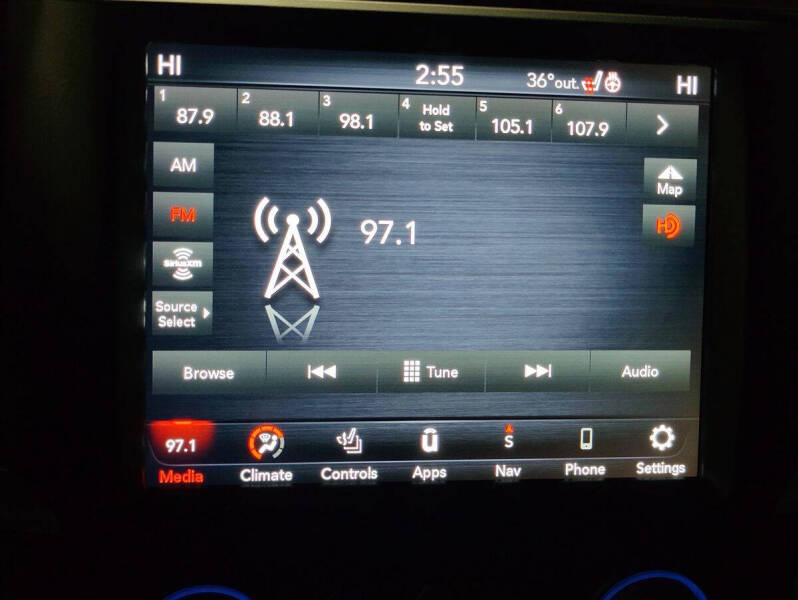 HI 2:55 36°out. HI
1 87.9
2 88.1
3 98.1
4 Hold
to Set
5 105.1
6 107.9
AM
Map
FM
97.1
HD
SiriusXM
Source
Select
Browse Tune Audio
97.1 S
Media Climate Controls Apps Nav Phone Settings